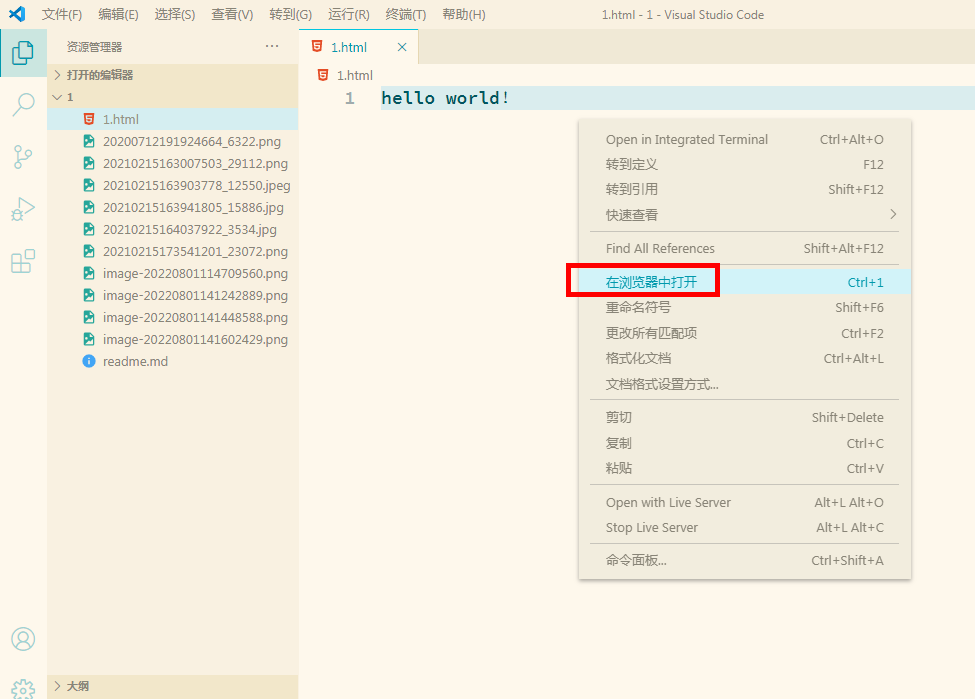 文件(F) 编辑(E) 选择(S) 查看(V) 转到(G) 运行(R) 终端(T) 帮助(H) 1.html - 1 - Visual Studio Code
资源管理器 ...
打开的编辑器
1
1.html
20200712191924664_6322.png
20210215163007503_29112.png
20210215163903778_12550.jpeg
20210215163941805_15886.jpg
20210215164037922_3534.jpg
20210215173541201_23072.png
image-20220801114709560.png
image-20220801141242889.png
image-20220801141448588.png
image-20220801141602429.png
readme.md
大纲
1.html
1.html
1 hello world!
Open in Integrated Terminal Ctrl+Alt+O
转到定义 F12
转到引用 Shift+F12
快速查看
Find All References Shift+Alt+F12
在浏览器中打开 Ctrl+1
重命名符号 Shift+F6
更改所有匹配项 Ctrl+F2
格式化文档 Ctrl+Alt+L
文档格式设置方式...
剪切 Shift+Delete
复制 Ctrl+C
粘贴 Ctrl+V
Open with Live Server Alt+L Alt+O
Stop Live Server Alt+L Alt+C
命令面板... Ctrl+Shift+A